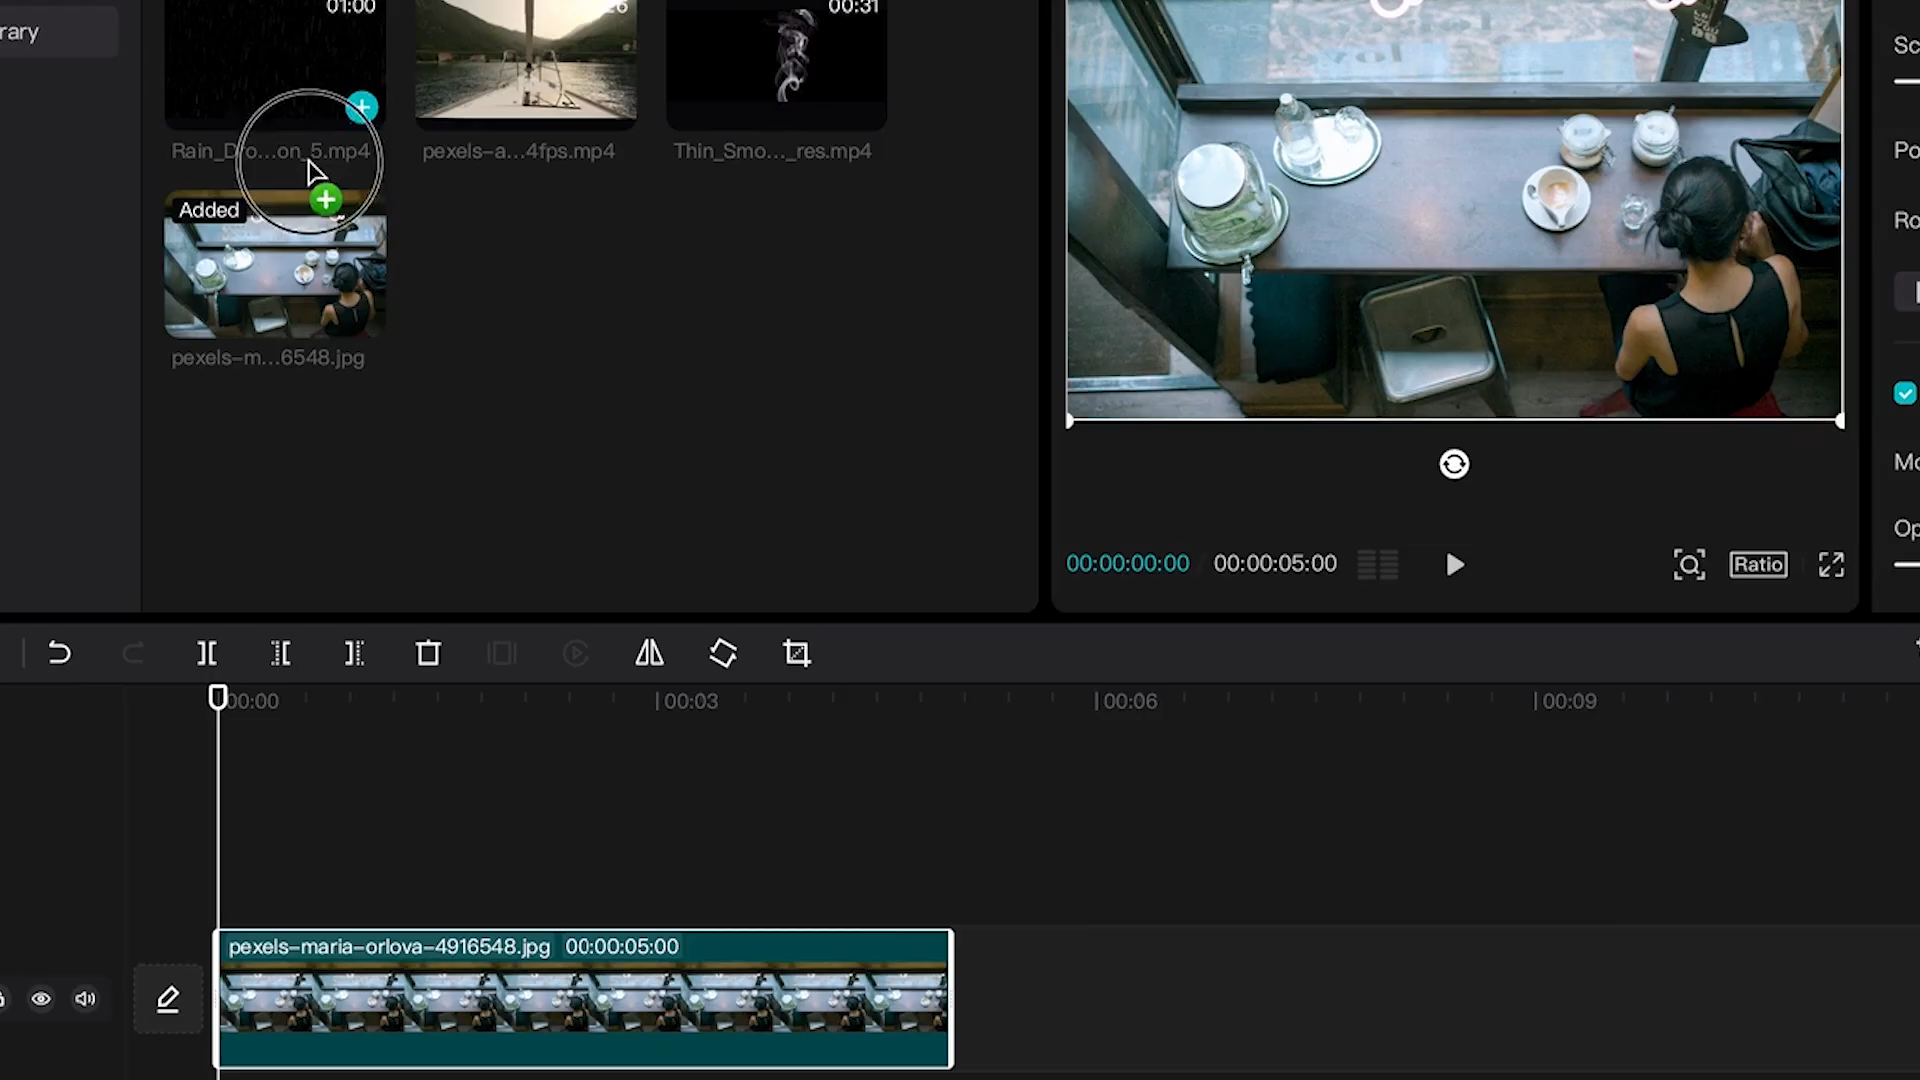 rary
01:00
00:31
Rain_Dro...on_5.mp4
pexels-a...4fps.mp4
Thin_Smo..._res.mp4
Added
pexels-m...6548.jpg
Sc
Po
Ro
Mo
Op
00:00:00:00
00:00:05:00
Ratio
00:00
00:03
00:06
00:09
pexels-maria-orlova-4916548.jpg 00:00:05:00